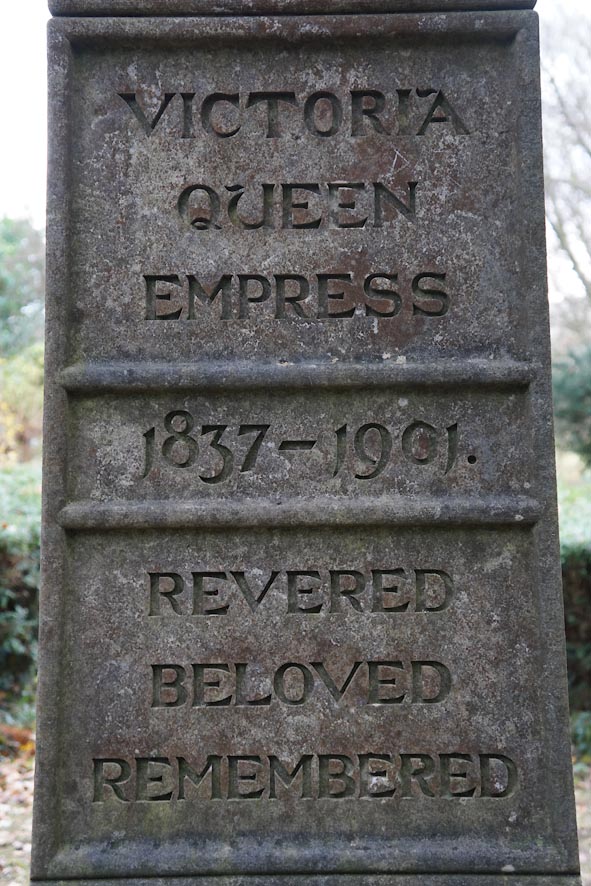 VICTORIA
QUEEN
EMPRESS
1837–1901.
REVERED
BELOVED
REMEMBERED